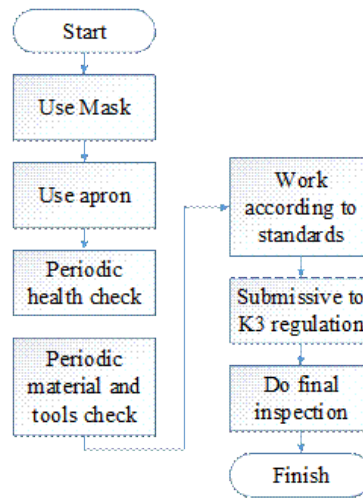 Start
Use Mask
Use apron
Periodic
health check
Periodic
material and
tools check
Work
according to
standards
Submissive to
K3 regulation
Do final
inspection
Finish